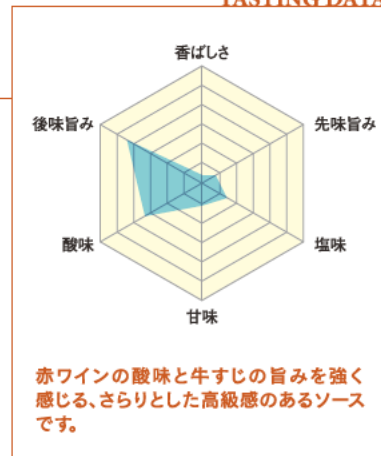 TASTING DATA
香ばしさ
後味旨み
先味旨み
酸味
塩味
甘味
赤ワインの酸味と牛すじの旨みを強く
感じる、さらりとした高級感のあるソース
です。